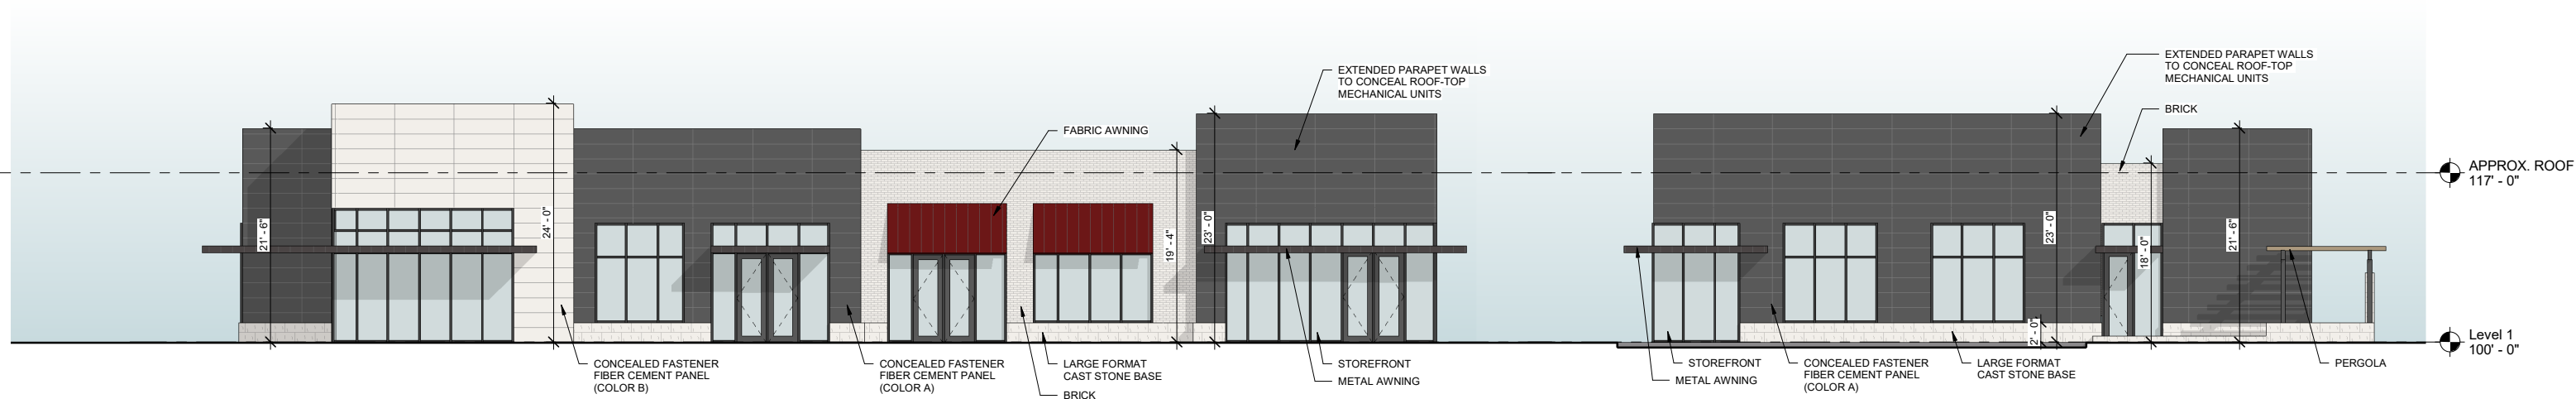 EXTENDED PARAPET WALLS
TO CONCEAL ROOF-TOP
MECHANICAL UNITS
FABRIC AWNING
21' - 6"
24' - 0"
19' - 4"
23' - 0"
CONCEALED FASTENER
FIBER CEMENT PANEL
(COLOR B)
CONCEALED FASTENER
FIBER CEMENT PANEL
(COLOR A)
LARGE FORMAT
CAST STONE BASE
BRICK
STOREFRONT
METAL AWNING
EXTENDED PARAPET WALLS
TO CONCEAL ROOF-TOP
MECHANICAL UNITS
BRICK
23' - 0"
18' - 0"
21' - 6"
2' - 0"
STOREFRONT
METAL AWNING
CONCEALED FASTENER
FIBER CEMENT PANEL
(COLOR A)
LARGE FORMAT
CAST STONE BASE
PERGOLA
APPROX. ROOF
117' - 0"
Level 1
100' - 0"